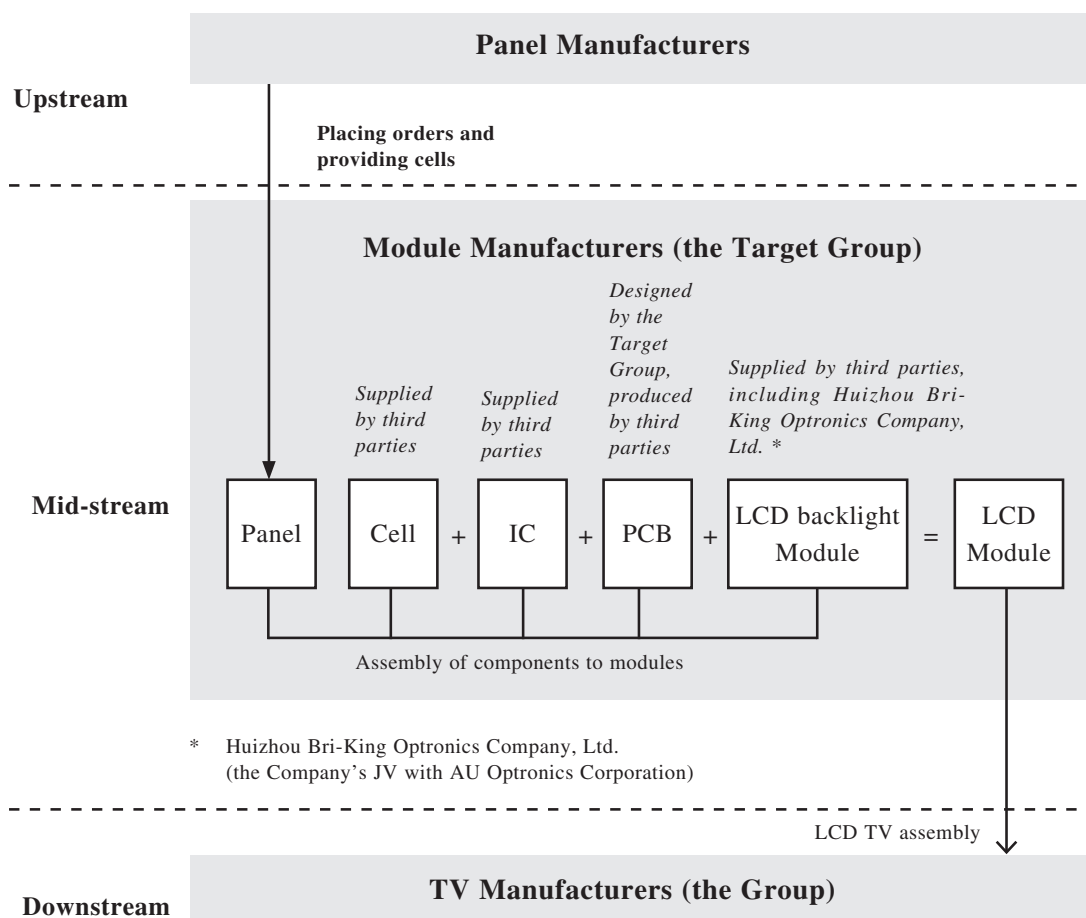 Panel Manufacturers
Upstream
Placing orders and
providing cells
Module Manufacturers (the Target Group)
Supplied
by third
parties
Supplied
by third
parties
Designed
by the
Target
Group,
produced
by third
parties
Supplied by third parties,
including Huizhou Bri-
King Optronics Company,
Ltd. *
Mid-stream
Panel
Cell
+
IC
+
PCB
+
LCD backlight
Module
=
LCD
Module
Assembly of components to modules
* Huizhou Bri-King Optronics Company, Ltd.
(the Company's JV with AU Optronics Corporation)
LCD TV assembly
Downstream
TV Manufacturers (the Group)